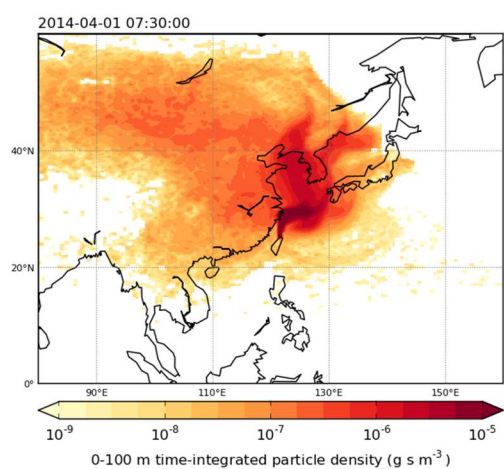 2014-04-01 07:30:00
40°N
20°N
0°
90°E 110°E 130°E 150°E
10⁻⁹ 10⁻⁸ 10⁻⁷ 10⁻⁶ 10⁻⁵
0-100 m time-integrated particle density (g s m⁻³)